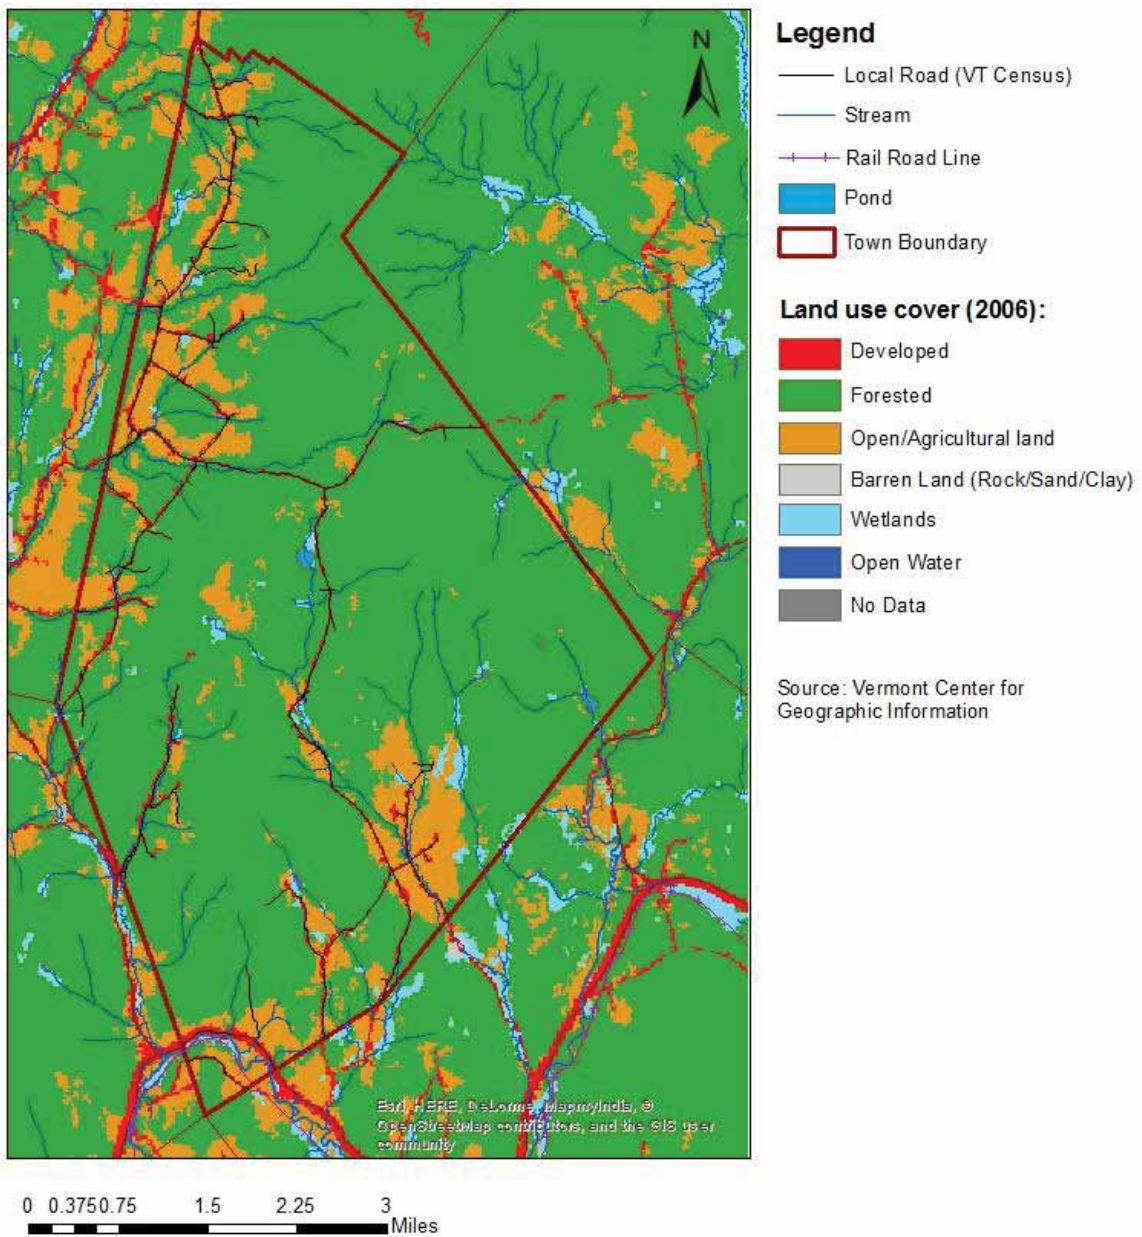 N
Legend
Local Road (VT Census)
Stream
Rail Road Line
Pond
Town Boundary
Land use cover (2006):
Developed
Forested
Open/Agricultural land
Barren Land (Rock/Sand/Clay)
Wetlands
Open Water
No Data
Source: Vermont Center for
Geographic Information
Esri, HERE, DeLorme, MapmyIndia, ©
OpenStreetMap contributors, and the GIS user
community
0 0.375 0.75 1.5 2.25 3
Miles